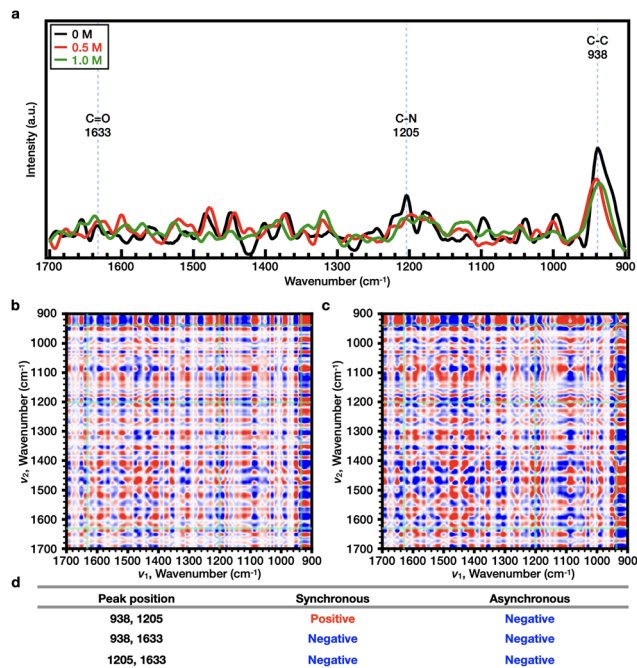 a
0 M
0.5 M
1.0 M
C-C
938
C=O
1633
C-N
1205
Intensity (a.u.)
1700 1600 1500 1400 1300 1200 1100 1000 900
Wavenumber (cm⁻¹)
b
900
1000
1100
1200
1300
1400
1500
1600
1700
ν₂, Wavenumber (cm⁻¹)
1700 1600 1500 1400 1300 1200 1100 1000 900
ν₁, Wavenumber (cm⁻¹)
c
900
1000
1100
1200
1300
1400
1500
1600
1700
ν₂, Wavenumber (cm⁻¹)
1700 1600 1500 1400 1300 1200 1100 1000 900
ν₁, Wavenumber (cm⁻¹)
d
Peak position Synchronous Asynchronous
938, 1205 Positive Negative
938, 1633 Negative Negative
1205, 1633 Negative Negative